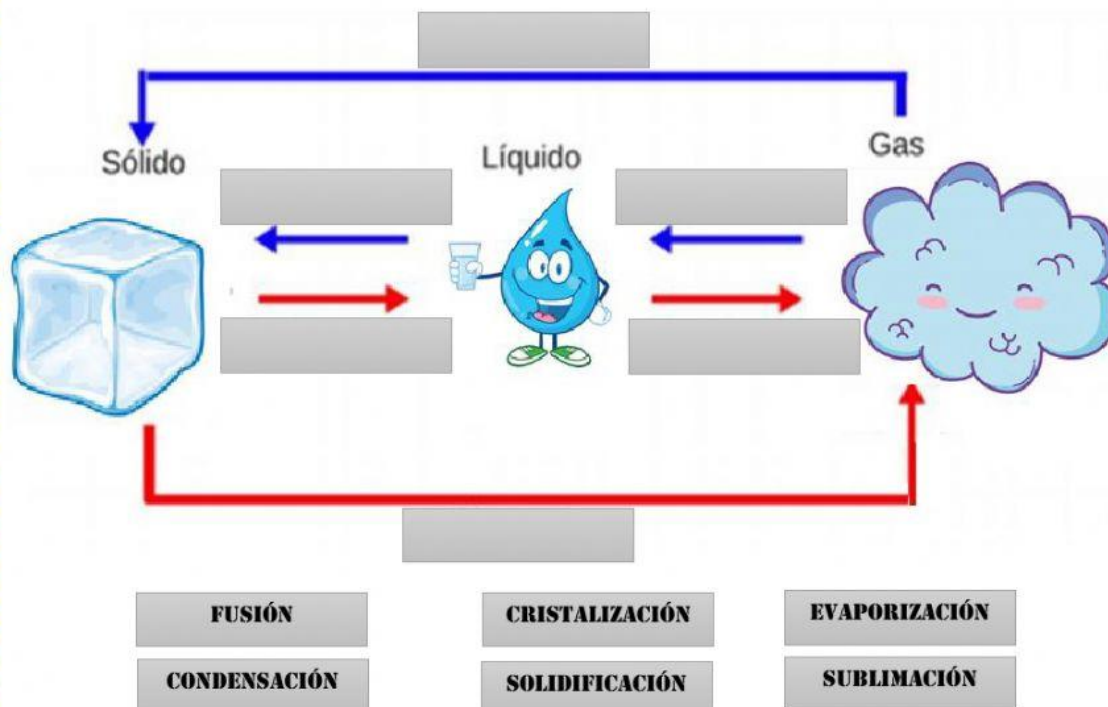 Sólido
Líquido
Gas
FUSIÓN
CRISTALIZACIÓN
EVAPORIZACIÓN
CONDENSACIÓN
SOLIDIFICACIÓN
SUBLIMACIÓN